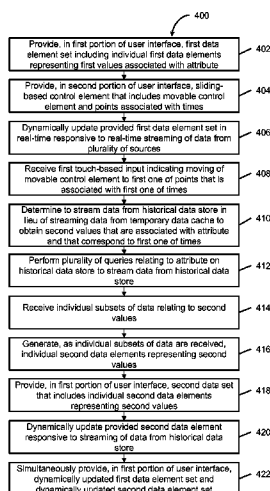 400
Provide, in first portion of user interface, first data
element set including individual first data elements
representing first values associated with attribute
402
Provide, in second portion of user interface, sliding-
based control element that includes movable control
element and points associated with times
404
Dynamically update provided first data element set in
real-time responsive to real-time streaming of data from
plurality of sources
406
Receive first touch-based input indicating moving of
movable control element to first one of points that is
associated with first one of times
408
Determine to stream data from historical data store in
lieu of streaming data from temporary data cache to
obtain second values that are associated with attribute
and that correspond to first one of times
410
Perform plurality of queries relating to attribute on
historical data store to stream data from historical data
store
412
Receive individual subsets of data relating to second
values
414
Generate, as individual subsets of data are received,
individual second data elements representing second
values
416
Provide, in first portion of user interface, second data set
that includes individual second data elements
representing second values
418
Dynamically update provided second data element
responsive to streaming of data from historical data
store
420
Simultaneously provide, in first portion of user interface,
dynamically updated first data element set and
dynamically updated second data element set
422